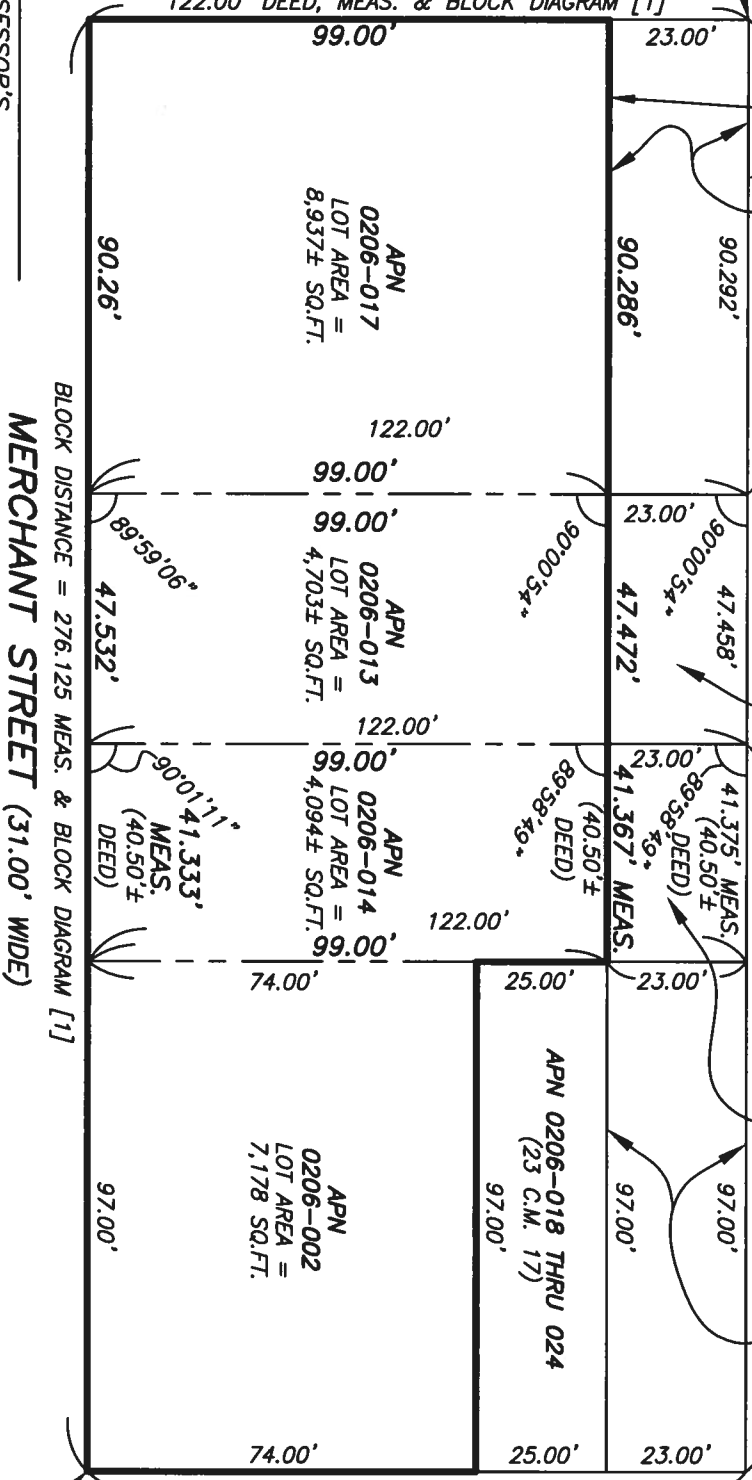 122.00' DEED, MEAS. & BLOCK DIAGRAM [1]
99.00'
23.00'
90.292'
90.286'
APN
0206-017
LOT AREA =
8,937± SQ.FT.
90.26'
122.00'
99.00'
99.00'
23.00'
90°00'54"
47.458'
90°00'54"
47.472'
APN
0206-013
LOT AREA =
4,703± SQ.FT.
89°59'06"
47.532'
122.00'
99.00'
23.00'
41.375' MEAS.
(40.50'±
DEED)
89°58'49"
41.367' MEAS.
(40.50'±
DEED)
89°58'49"
APN
0206-014
LOT AREA =
4,094± SQ.FT.
90°01'11"
41.333'
MEAS.
(40.50'±
DEED)
122.00'
99.00'
74.00'
25.00'
23.00'
97.00'
97.00'
APN 0206-018 THRU 024
(23 C.M. 17)
97.00'
APN
0206-002
LOT AREA =
7,178 SQ.FT.
97.00'
74.00'
25.00'
23.00'
BLOCK DISTANCE = 276.125 MEAS. & BLOCK DIAGRAM [1]
MERCHANT STREET (31.00' WIDE)